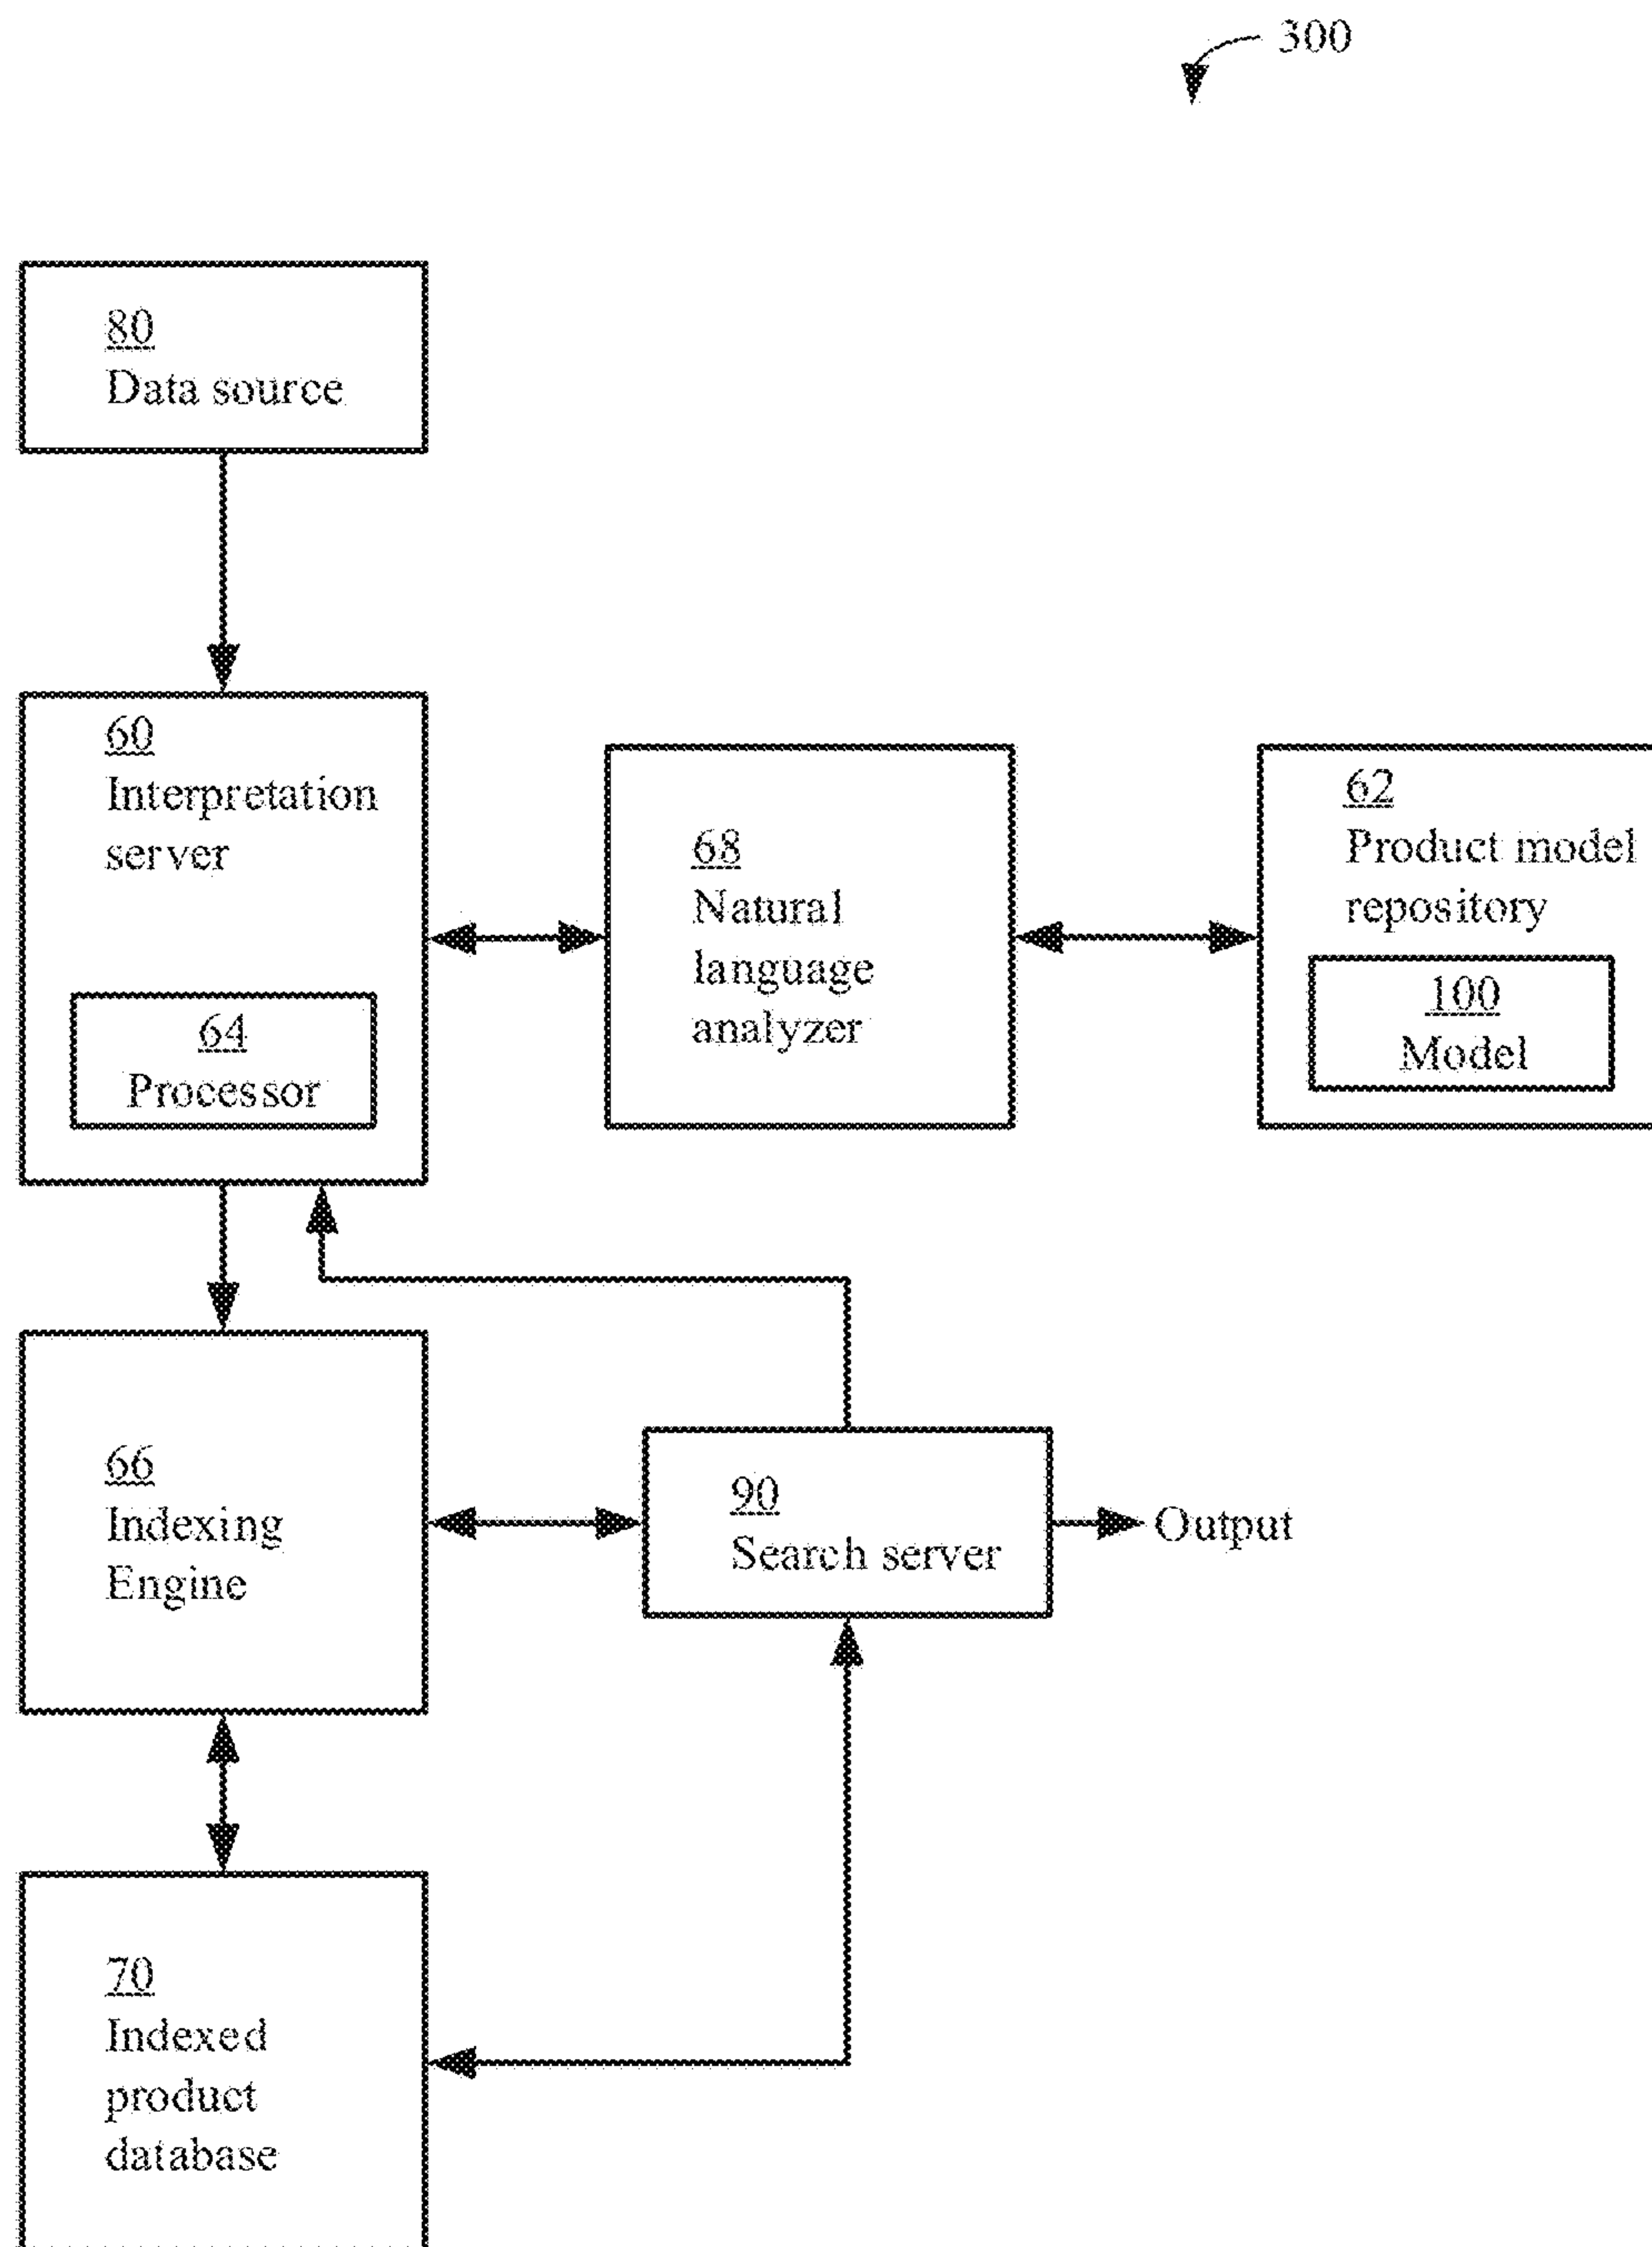 300
80
Data source
60
Interpretation
server
64
Processor
68
Natural
language
analyzer
62
Product model
repository
100
Model
66
Indexing
Engine
90
Search server
Output
70
Indexed
product
database